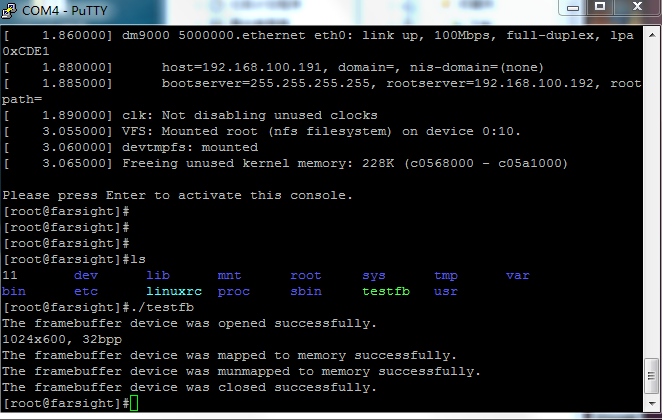 COM4 - PuTTY
[    1.860000] dm9000 5000000.ethernet eth0: link up, 100Mbps, full-duplex, lpa
0xCDE1
[    1.880000]      host=192.168.100.191, domain=, nis-domain=(none)
[    1.885000]      bootserver=255.255.255.255, rootserver=192.168.100.192, root
path=
[    1.890000] clk: Not disabling unused clocks
[    3.055000] VFS: Mounted root (nfs filesystem) on device 0:10.
[    3.060000] devtmpfs: mounted
[    3.065000] Freeing unused kernel memory: 228K (c0568000 - c05a1000)
Please press Enter to activate this console.
[root@farsight]#
[root@farsight]#
[root@farsight]#
[root@farsight]#ls
11       dev      lib      mnt      root     sys      tmp      var
bin      etc      linuxrc  proc     sbin     testfb   usr
[root@farsight]#./testfb
The framebuffer device was opened successfully.
1024x600, 32bpp
The framebuffer device was mapped to memory successfully.
The framebuffer device was munmapped to memory successfully.
The framebuffer device was closed successfully.
[root@farsight]#